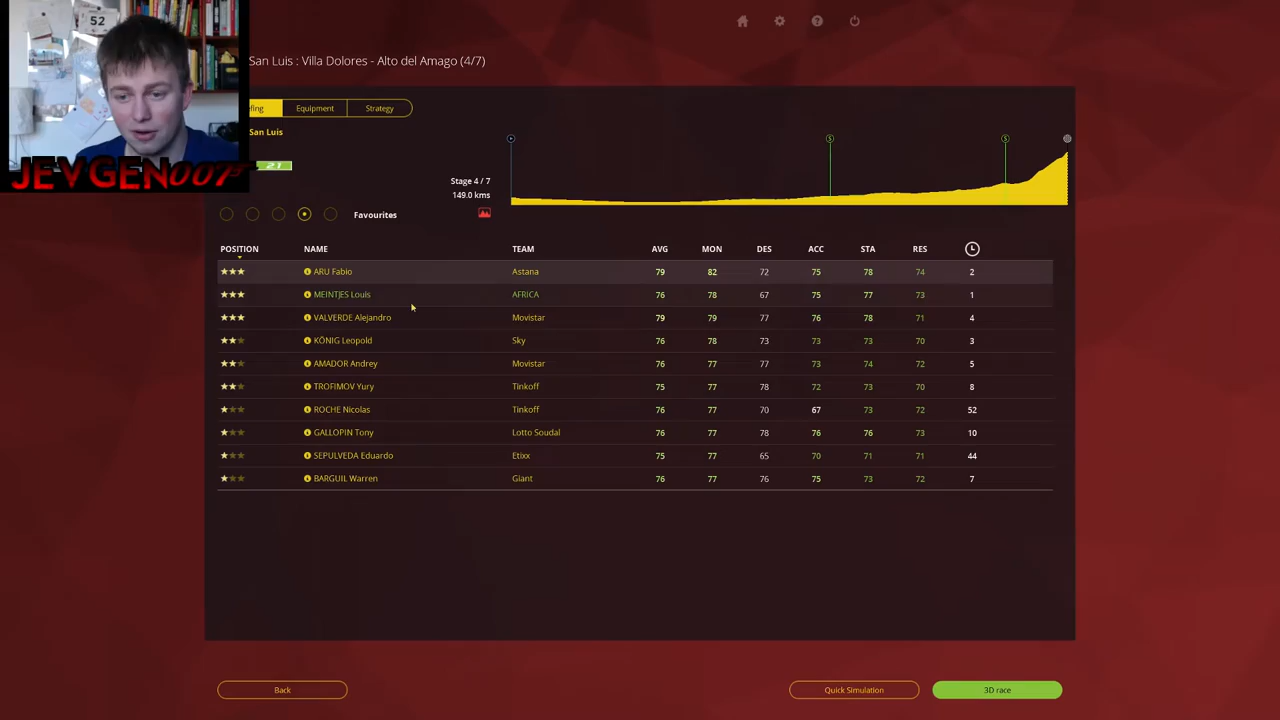 52
San Luis : Villa Dolores - Alto del Amago (4/7)
Equipment
Strategy
San Luis
JEVGEN007
2.1
Stage 4 / 7
149.0 kms
Favourites
POSITION NAME TEAM AVG MON DES ACC STA RES
ARU Fabio Astana 79 82 72 75 78 74 2
MEINTJES Louis AFRICA 76 78 67 75 77 73 1
VALVERDE Alejandro Movistar 79 79 77 76 78 71 4
KÖNIG Leopold Sky 76 78 73 73 73 70 3
AMADOR Andrey Movistar 76 77 77 73 74 72 5
TROFIMOV Yury Tinkoff 75 77 78 72 73 70 8
ROCHE Nicolas Tinkoff 76 77 70 67 73 72 52
GALLOPIN Tony Lotto Soudal 76 77 78 76 76 73 10
SEPULVEDA Eduardo Etixx 75 77 65 70 71 71 44
BARGUIL Warren Giant 76 77 76 75 73 72 7
Back
Quick Simulation
3D race